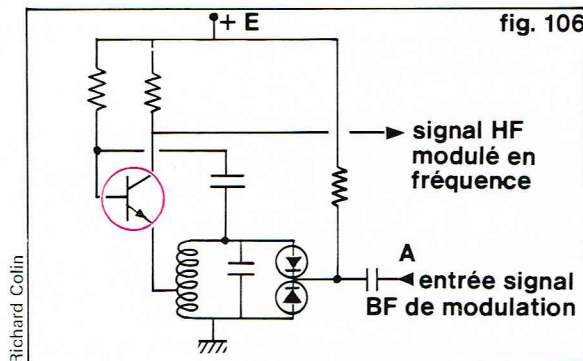 + E
fig. 106
signal HF
modulé en
fréquence
A
entrée signal
BF de modulation
Richard Colin